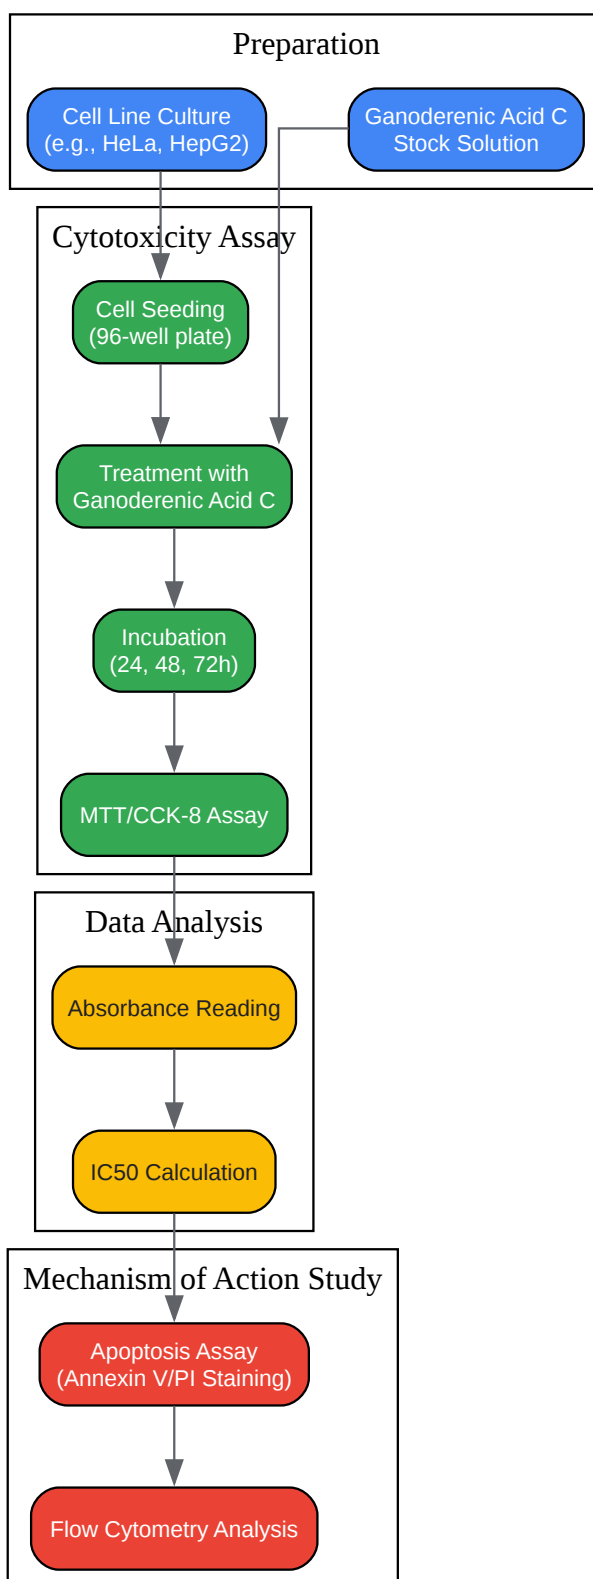 Preparation
Cell Line Culture
(e.g., HeLa, HepG2)
Ganoderenic Acid C
Stock Solution
Cytotoxicity Assay
Cell Seeding
(96-well plate)
Treatment with
Ganoderenic Acid C
Incubation
(24, 48, 72h)
MTT/CCK-8 Assay
Data Analysis
Absorbance Reading
IC50 Calculation
Mechanism of Action Study
Apoptosis Assay
(Annexin V/PI Staining)
Flow Cytometry Analysis